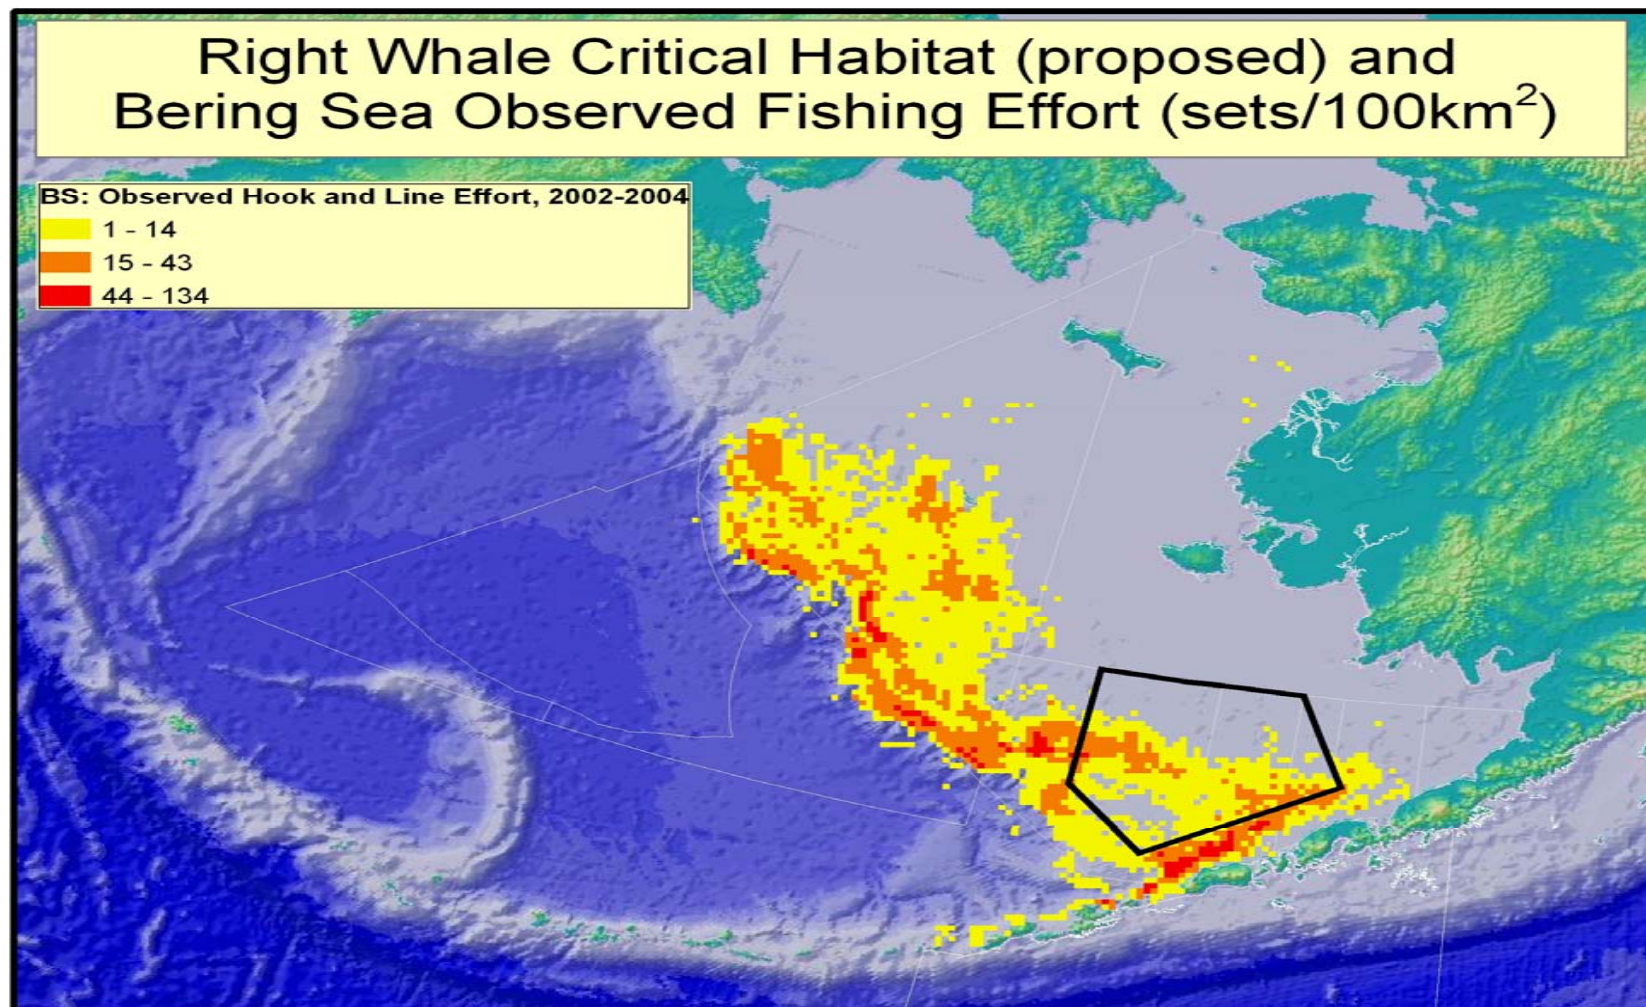 Right Whale Critical Habitat (proposed) and
Bering Sea Observed Fishing Effort (sets/100km²)
BS: Observed Hook and Line Effort, 2002-2004
1 - 14
15 - 43
44 - 134